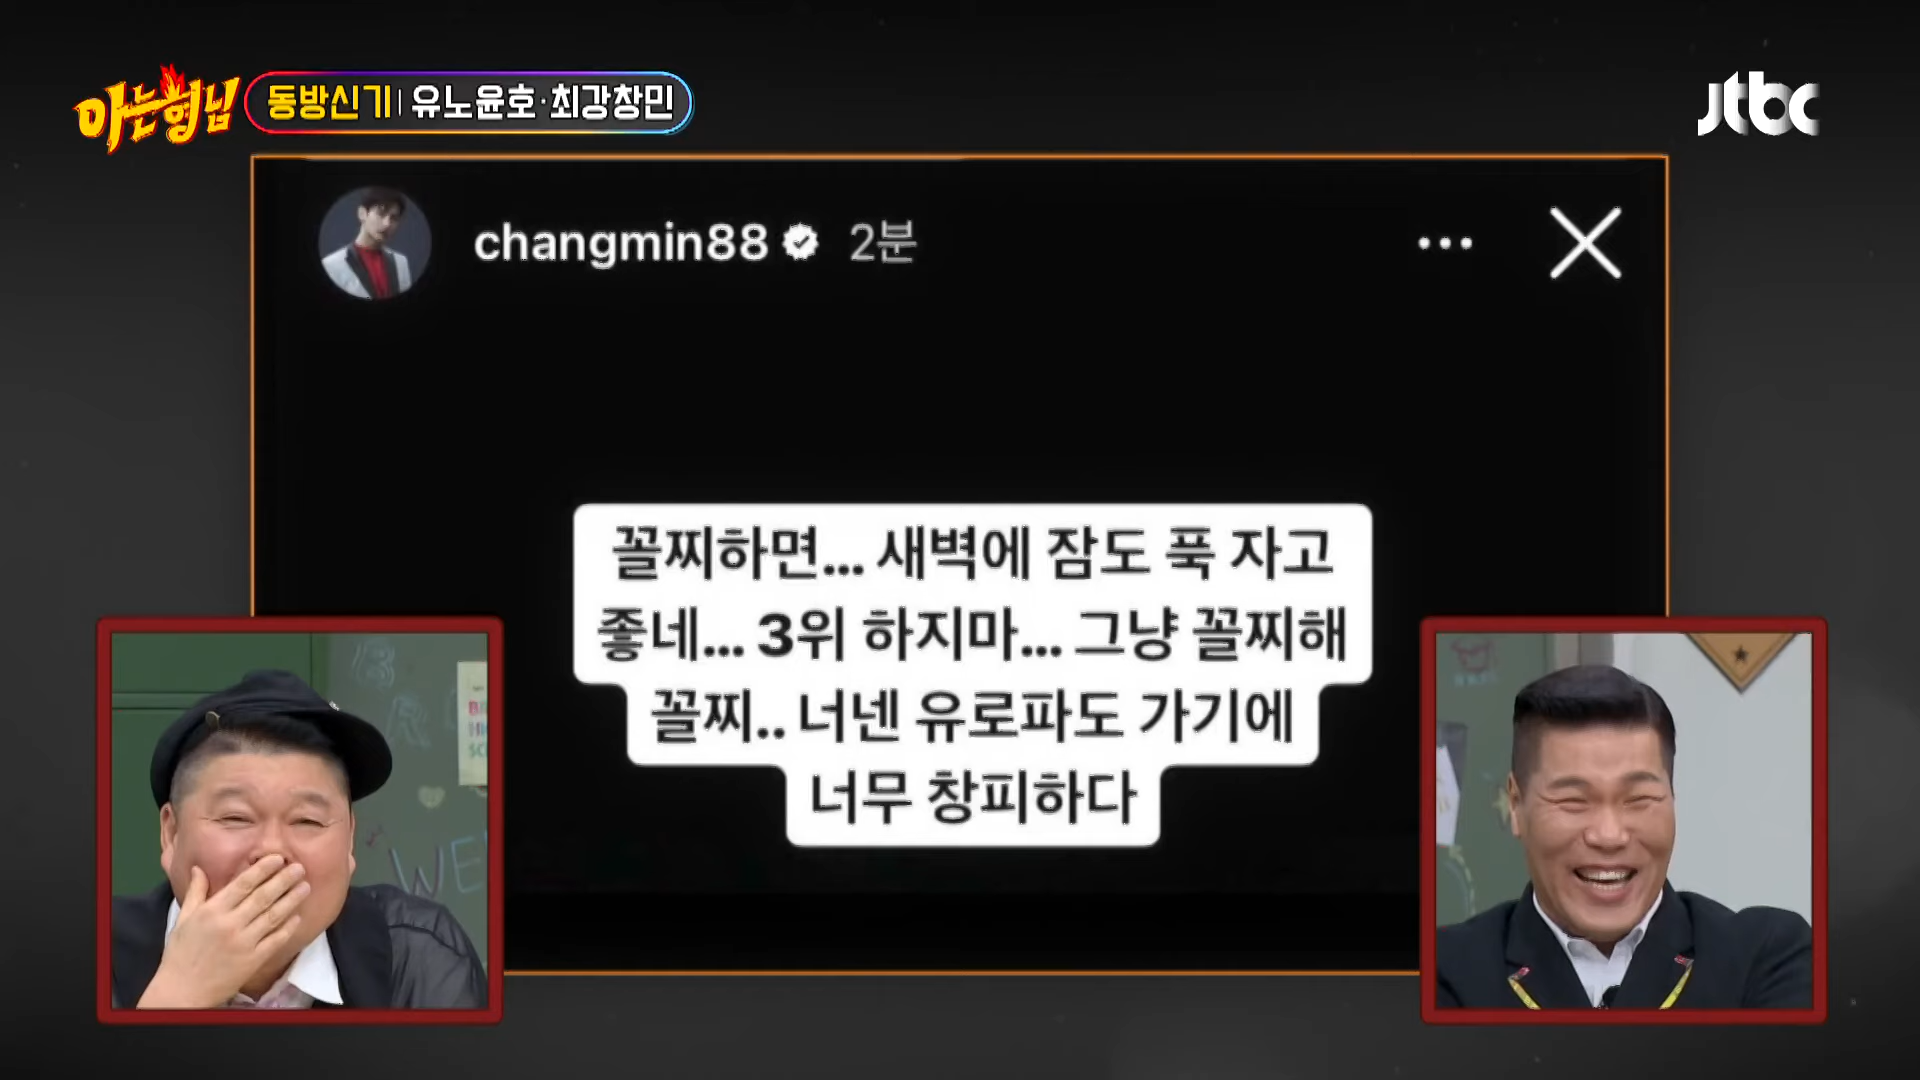 아는형님
동방신기 | 유노윤호·최강창민
jtbc
changmin88 2분
꼴찌하면... 새벽에 잠도 푹 자고
좋네... 3위 하지마... 그냥 꼴찌해
꼴찌.. 너넨 유로파도 가기에
너무 창피하다
WE